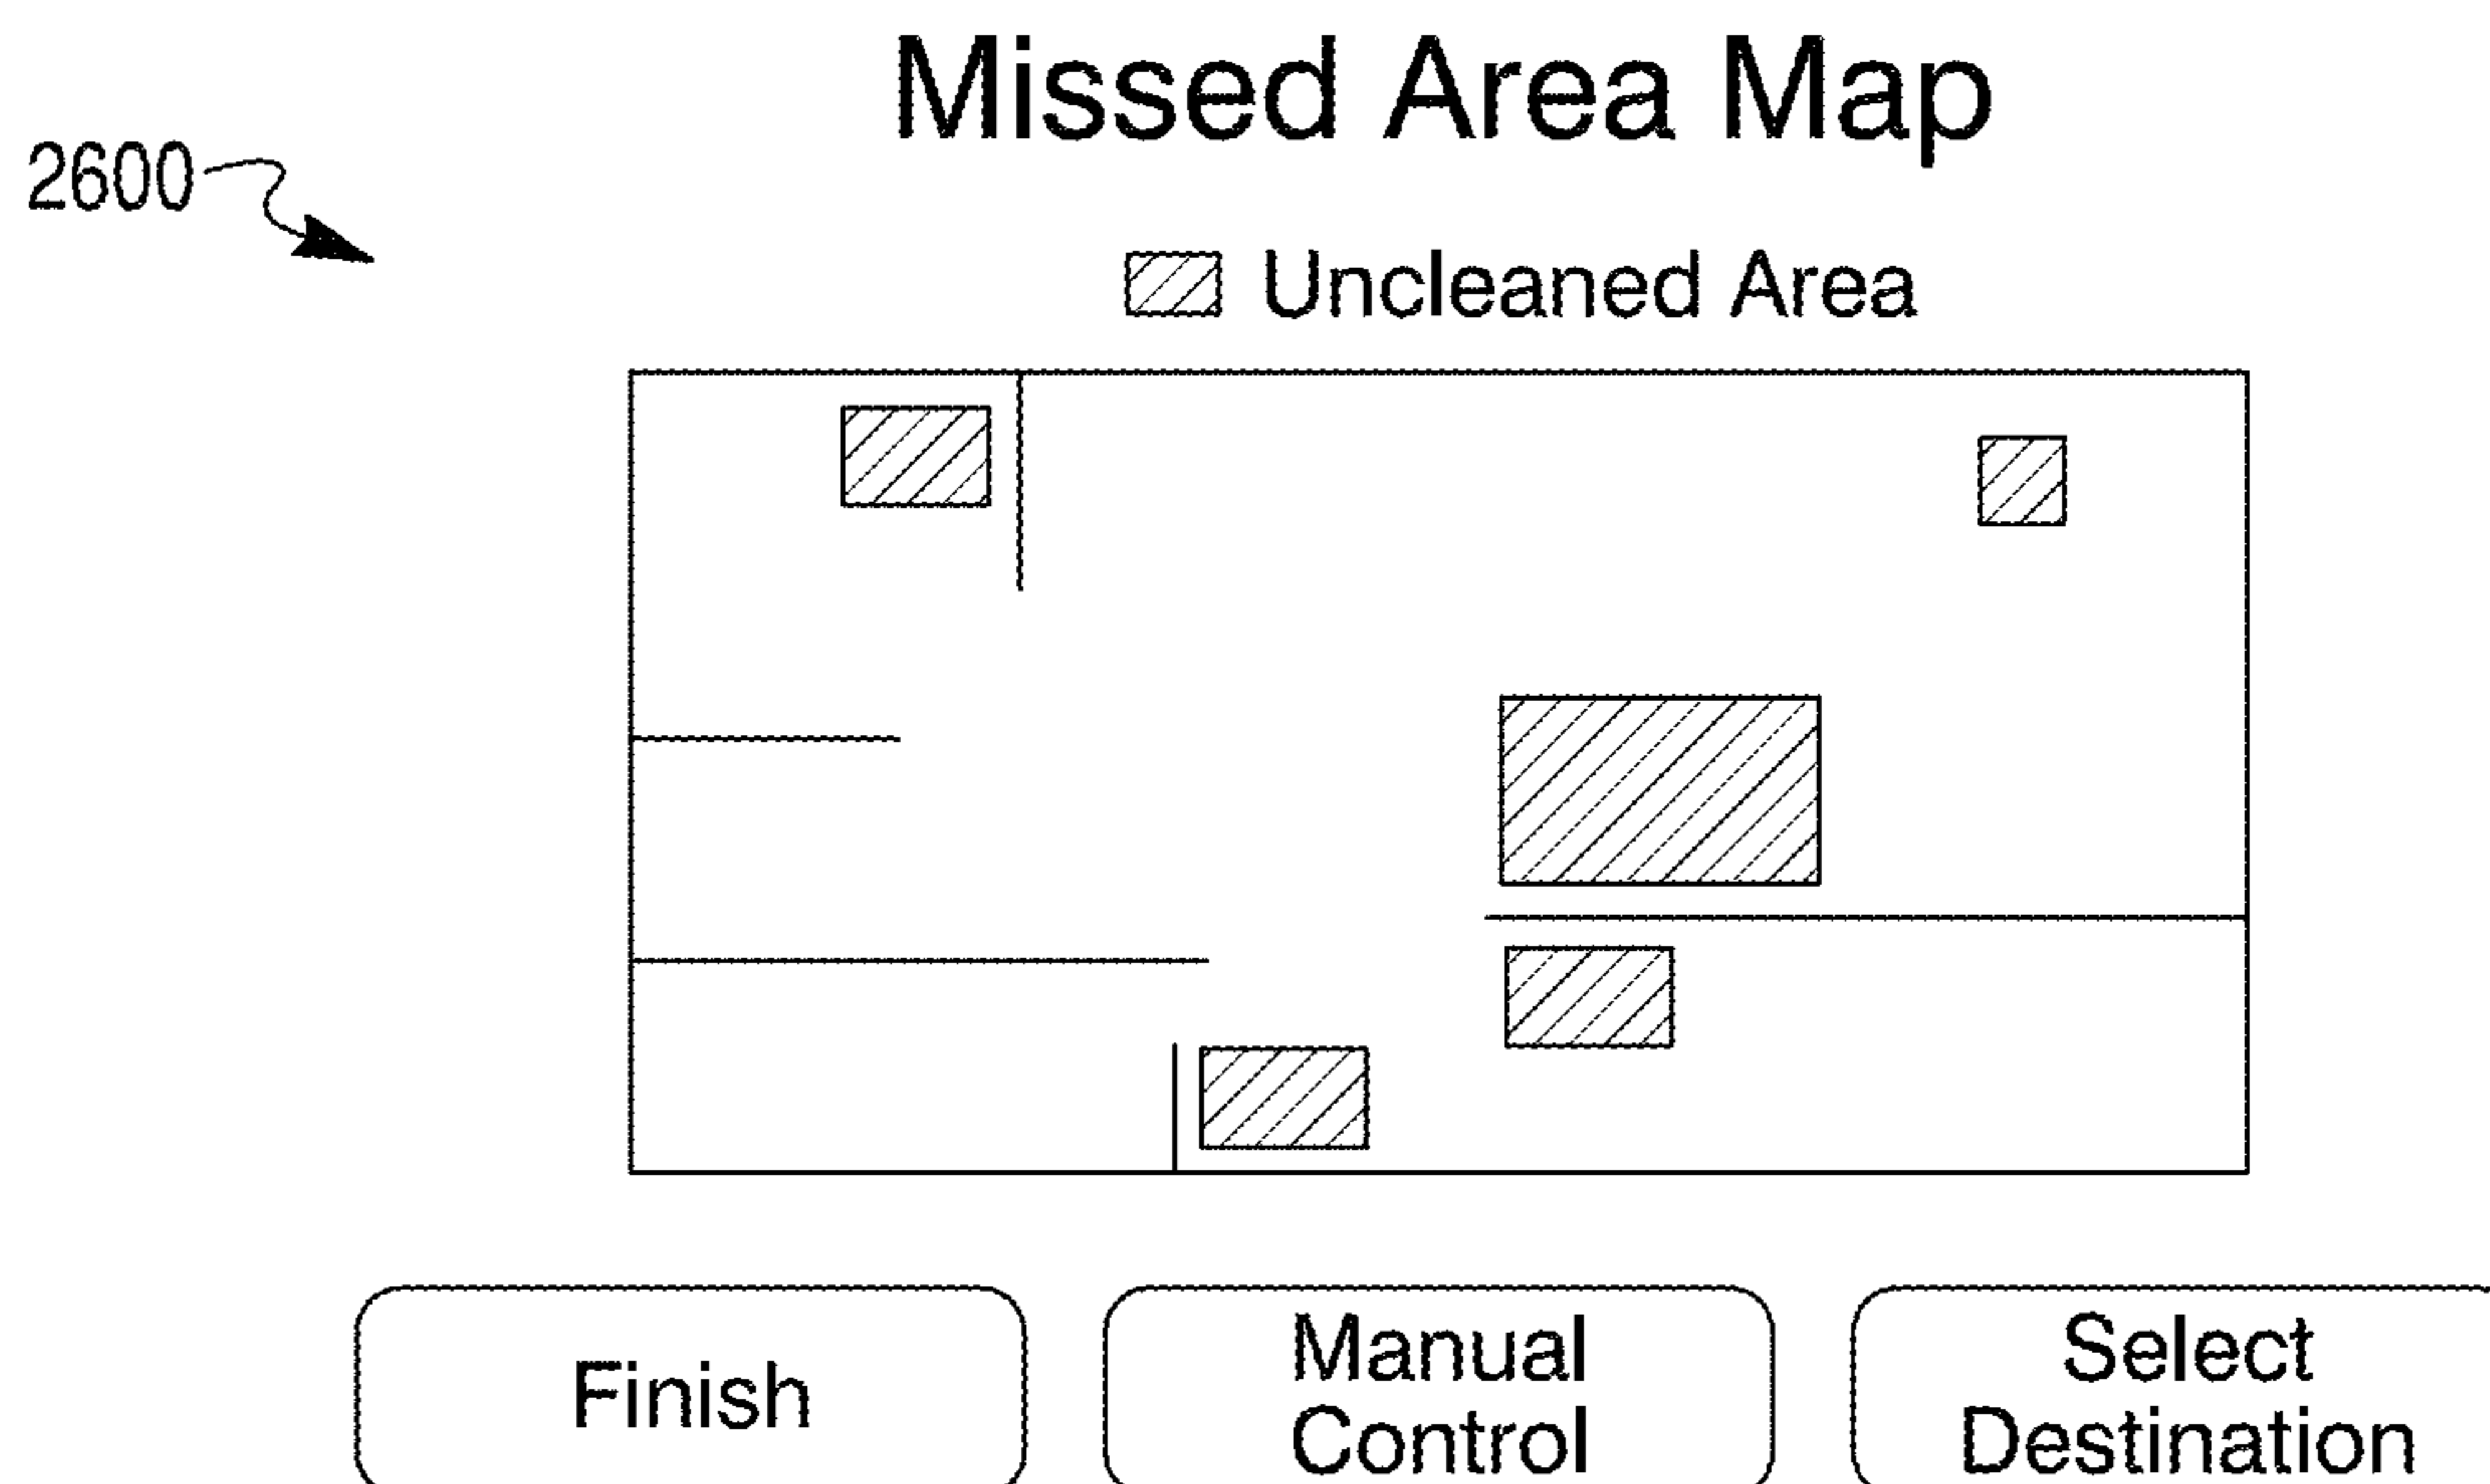 Missed Area Map
2600
Uncleaned Area
Finish
Manual
Control
Select
Destination